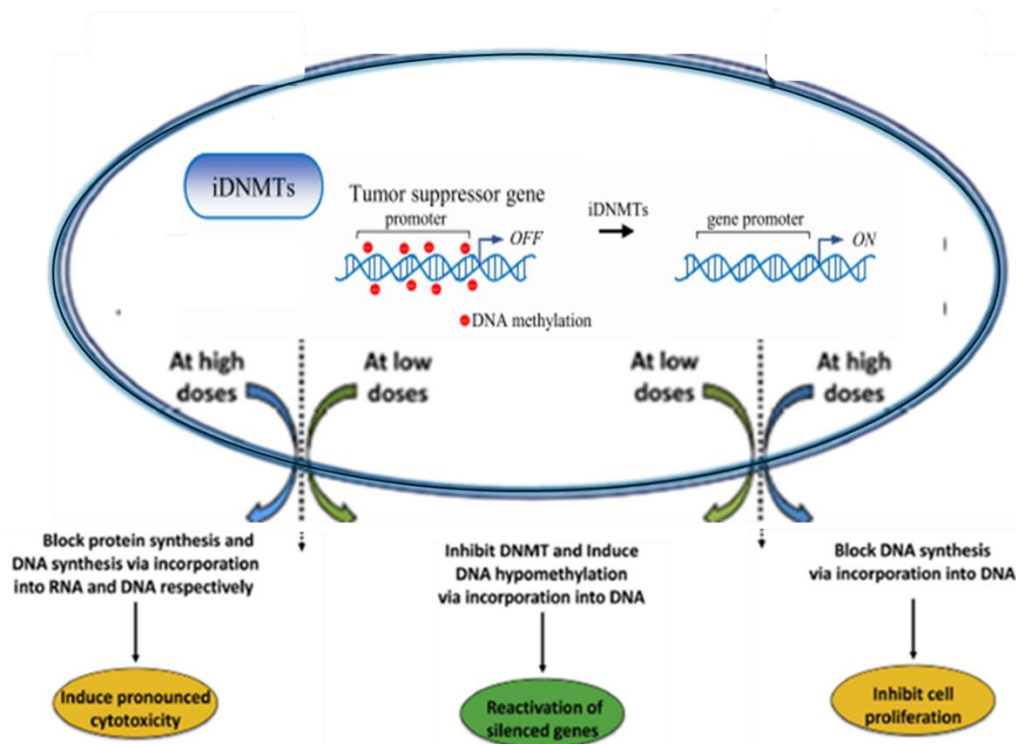 iDNMTs
Tumor suppressor gene
promoter
OFF
iDNMTs
gene promoter
ON
DNA methylation
At high
doses
At low
doses
At low
doses
At high
doses
Block protein synthesis and
DNA synthesis via incorporation
into RNA and DNA respectively
Inhibit DNMT and Induce
DNA hypomethylation
via incorporation into DNA
Block DNA synthesis
via incorporation into DNA
Induce pronounced
cytotoxicity
Reactivation of
silenced genes
Inhibit cell
proliferation